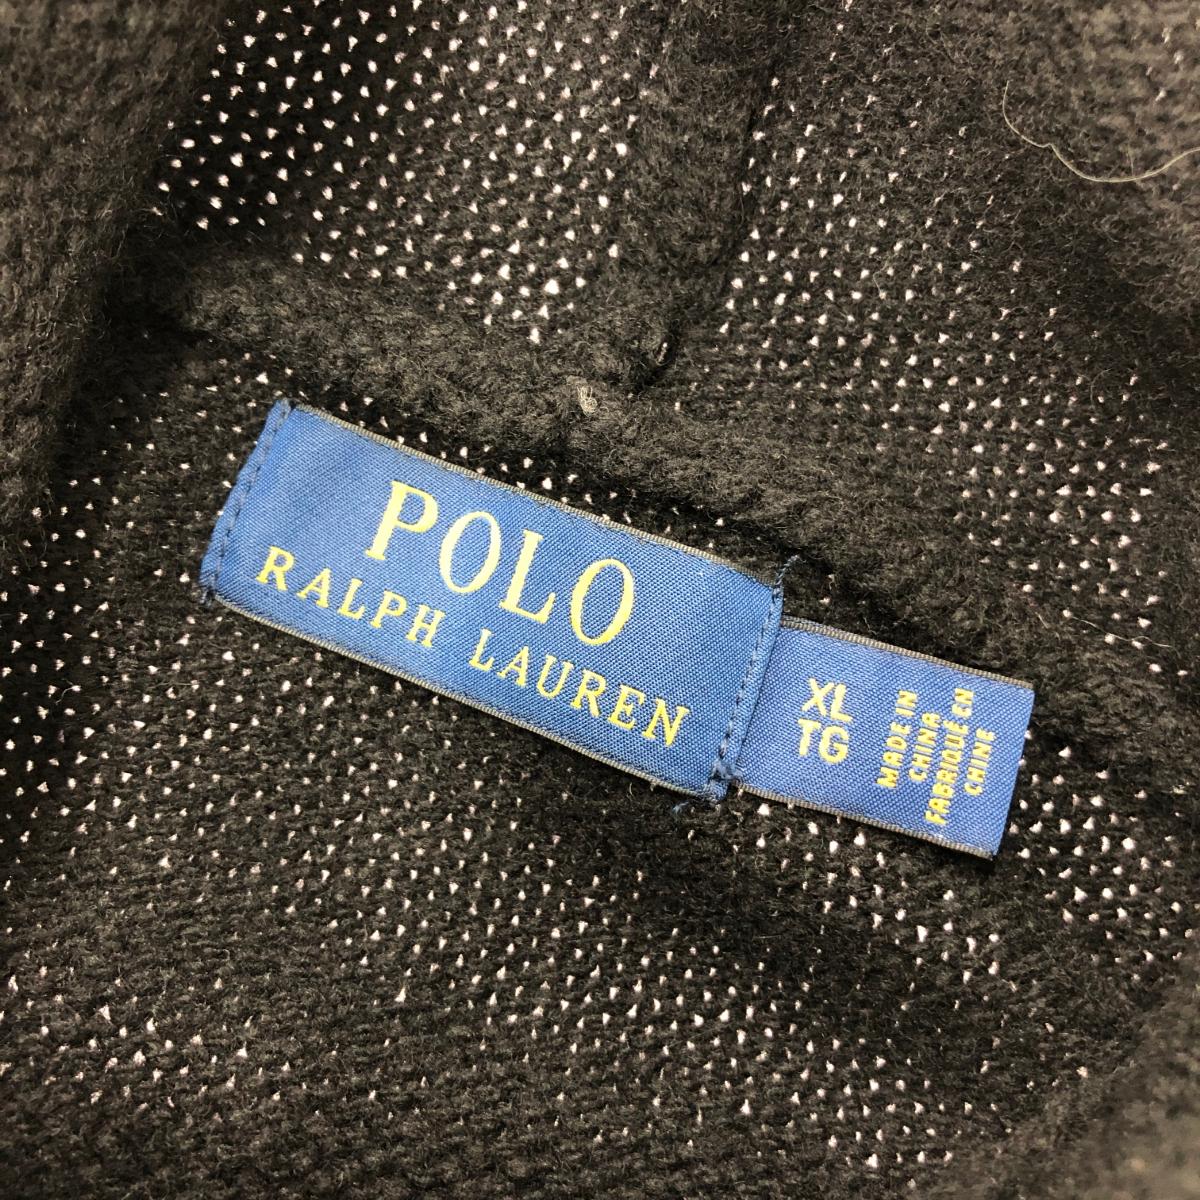 POLO
RALPH LAUREN
XL
TG
MADE IN
CHINA
FABRIQUÉ EN
CHINE